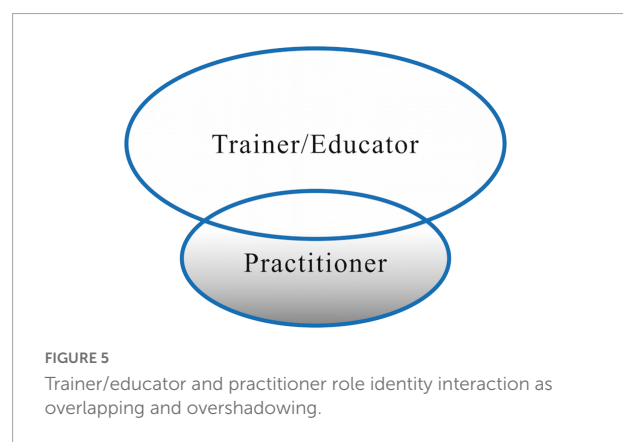 Trainer/Educator
Practitioner
FIGURE 5
Trainer/educator and practitioner role identity interaction as
overlapping and overshadowing.